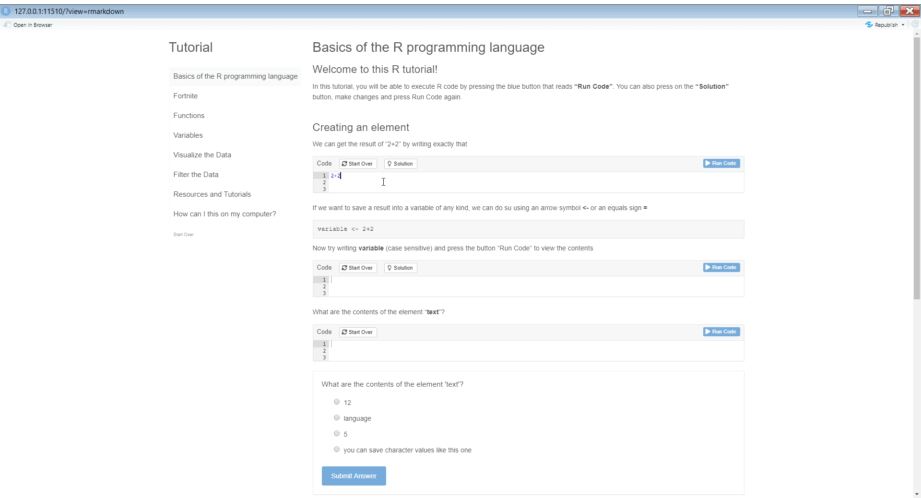 127.0.0.1:11510/?view=rmarkdown
Open in Browser
Republish
Tutorial
Basics of the R programming language
Fortnite
Functions
Variables
Visualize the Data
Filter the Data
Resources and Tutorials
How can I this on my computer?
Start Over
Basics of the R programming language
Welcome to this R tutorial!
In this tutorial, you will be able to execute R code by pressing the blue button that reads "Run Code". You can also press on the "Solution"
button, make changes and press Run Code again.
Creating an element
We can get the result of "2+2" by writing exactly that
Code Start Over Solution Run Code
1 2+2
2
3
If we want to save a result into a variable of any kind, we can do su using an arrow symbol <- or an equals sign =
variable <- 2+2
Now try writing variable (case sensitive) and press the button "Run Code" to view the contents
Code Start Over Solution Run Code
1
2
3
What are the contents of the element "text"?
Code Start Over Run Code
1
2
3
What are the contents of the element 'text'?
12
language
5
you can save character values like this one
Submit Answer